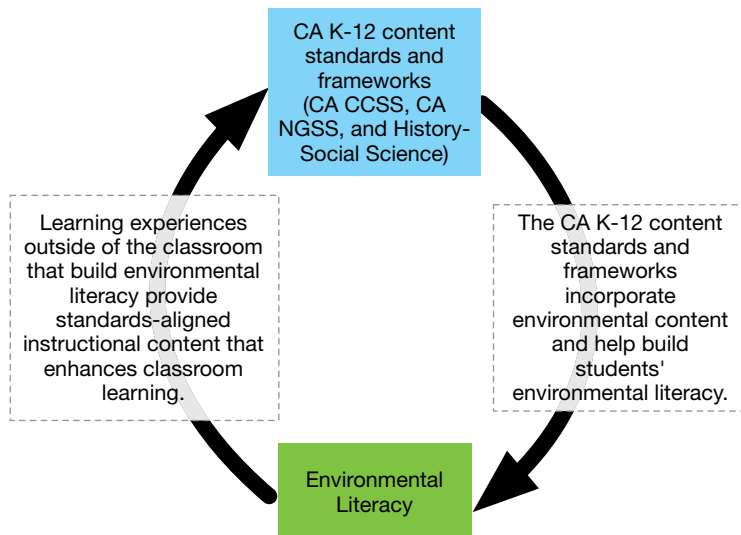 CA K-12 content
standards and
frameworks
(CA CCSS, CA
NGSS, and History-
Social Science)
Learning experiences
outside of the classroom
that build environmental
literacy provide
standards-aligned
instructional content that
enhances classroom
learning.
The CA K-12 content
standards and
frameworks
incorporate
environmental content
and help build
students'
environmental literacy.
Environmental
Literacy